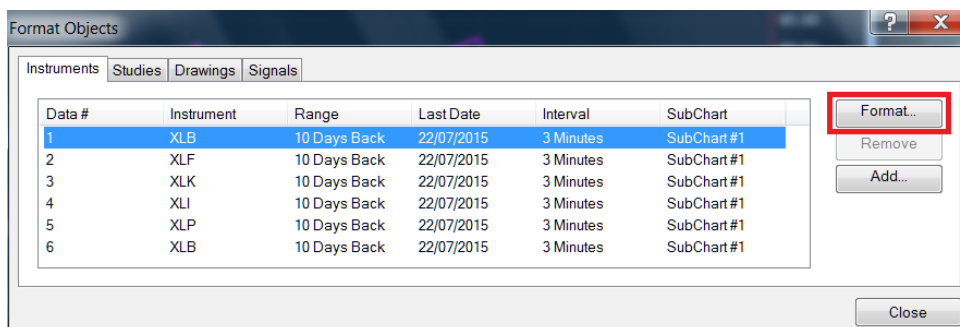 Format Objects
Instruments Studies Drawings Signals
Data # Instrument Range Last Date Interval SubChart
1 XLB 10 Days Back 22/07/2015 3 Minutes SubChart #1
2 XLF 10 Days Back 22/07/2015 3 Minutes SubChart #1
3 XLK 10 Days Back 22/07/2015 3 Minutes SubChart #1
4 XLI 10 Days Back 22/07/2015 3 Minutes SubChart #1
5 XLP 10 Days Back 22/07/2015 3 Minutes SubChart #1
6 XLB 10 Days Back 22/07/2015 3 Minutes SubChart #1
Format...
Remove
Add...
Close